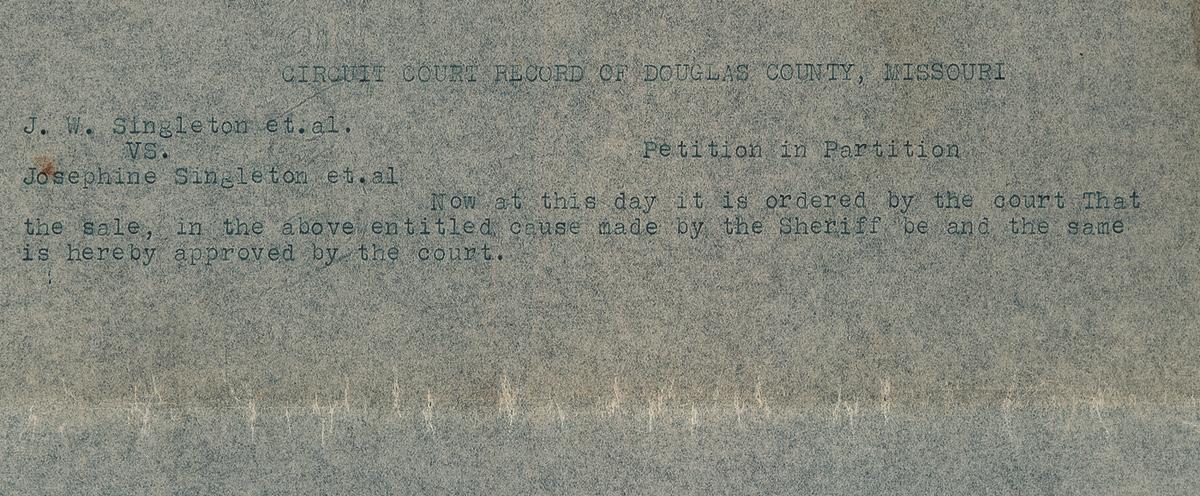 CIRCUIT COURT RECORD OF DOUGLAS COUNTY, MISSOURI
J. W. Singleton et.al.
VS.
Petition in Partition
Josephine Singleton et.al
Now at this day it is ordered by the court That
the sale, in the above entitled cause made by the Sheriff be and the same
is hereby approved by the court.